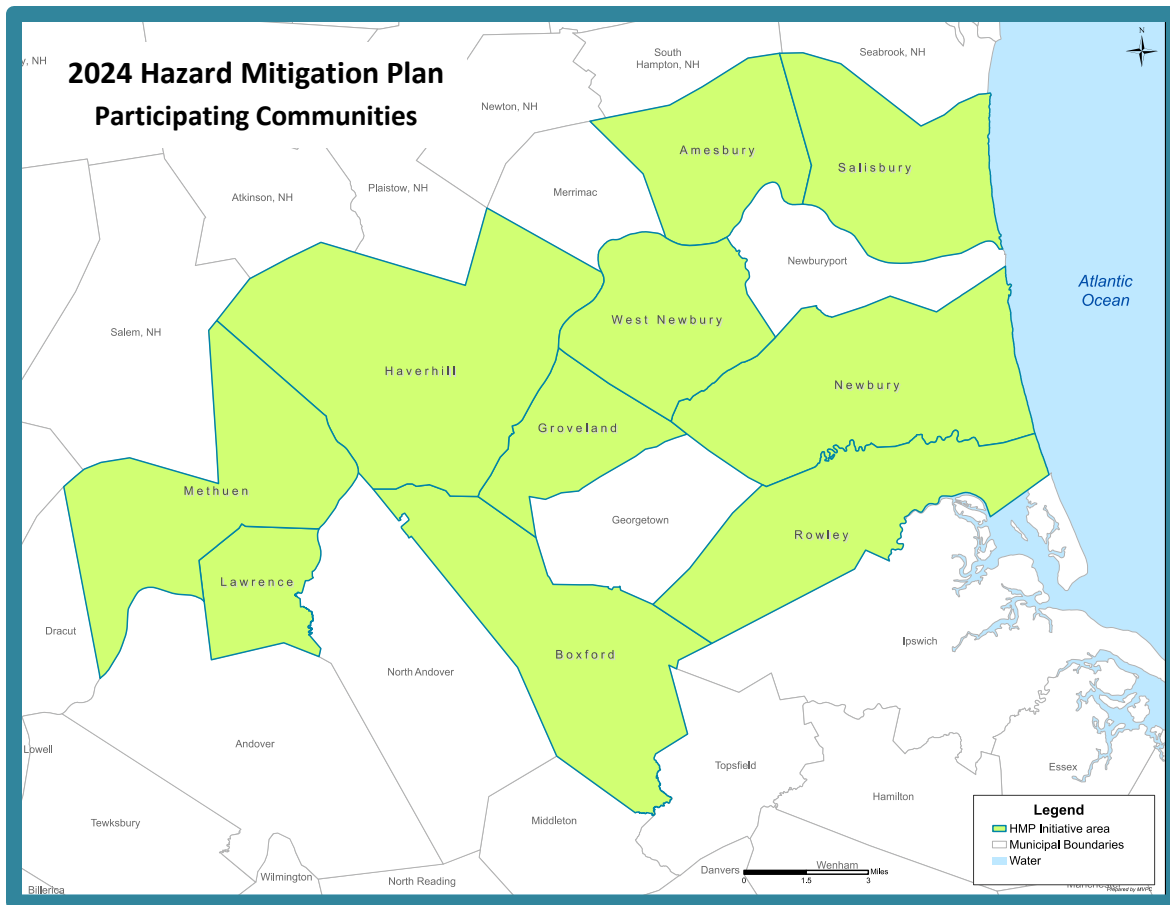 2024 Hazard Mitigation Plan
Participating Communities
N
, NH
South
Hampton, NH
Seabrook, NH
Newton, NH
Amesbury
Salisbury
Atkinson, NH
Plaistow, NH
Merrimac
Newburyport
Atlantic
Ocean
Salem, NH
West Newbury
Haverhill
Newbury
Groveland
Methuen
Georgetown
Rowley
Lawrence
Dracut
Ipswich
North Andover
Boxford
Lowell
Andover
Topsfield
Essex
Hamilton
Tewksbury
Middleton
Wilmington
North Reading
Danvers
Wenham
Billerica
Miles
0
1.5
3
Legend
HMP Initiative area
Municipal Boundaries
Water
Prepared by MVPC